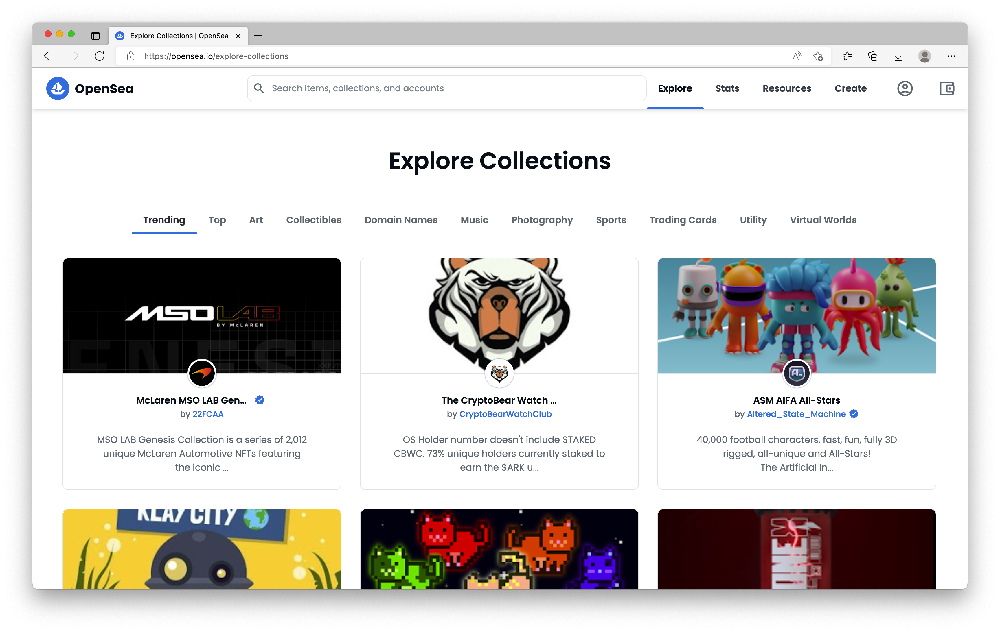 Explore Collections | OpenSea
https://opensea.io/explore-collections
OpenSea
Search items, collections, and accounts
Explore Stats Resources Create
Explore Collections
Trending Top Art Collectibles Domain Names Music Photography Sports Trading Cards Utility Virtual Worlds
MSO LAB
BY McLAREN
McLaren MSO LAB Gen...
by 22FCAA
MSO LAB Genesis Collection is a series of 2,012
unique McLaren Automotive NFTs featuring
the iconic ...
The CryptoBear Watch ...
by CryptoBearWatchClub
OS Holder number doesn't include STAKED
CBWC. 73% unique holders currently staked to
earn the $ARK u...
A.
ASM AIFA All-Stars
by Altered_State_Machine
40,000 football characters, fast, fun, fully 3D
rigged, all-unique and All-Stars!
The Artificial In...
KLAY CITY